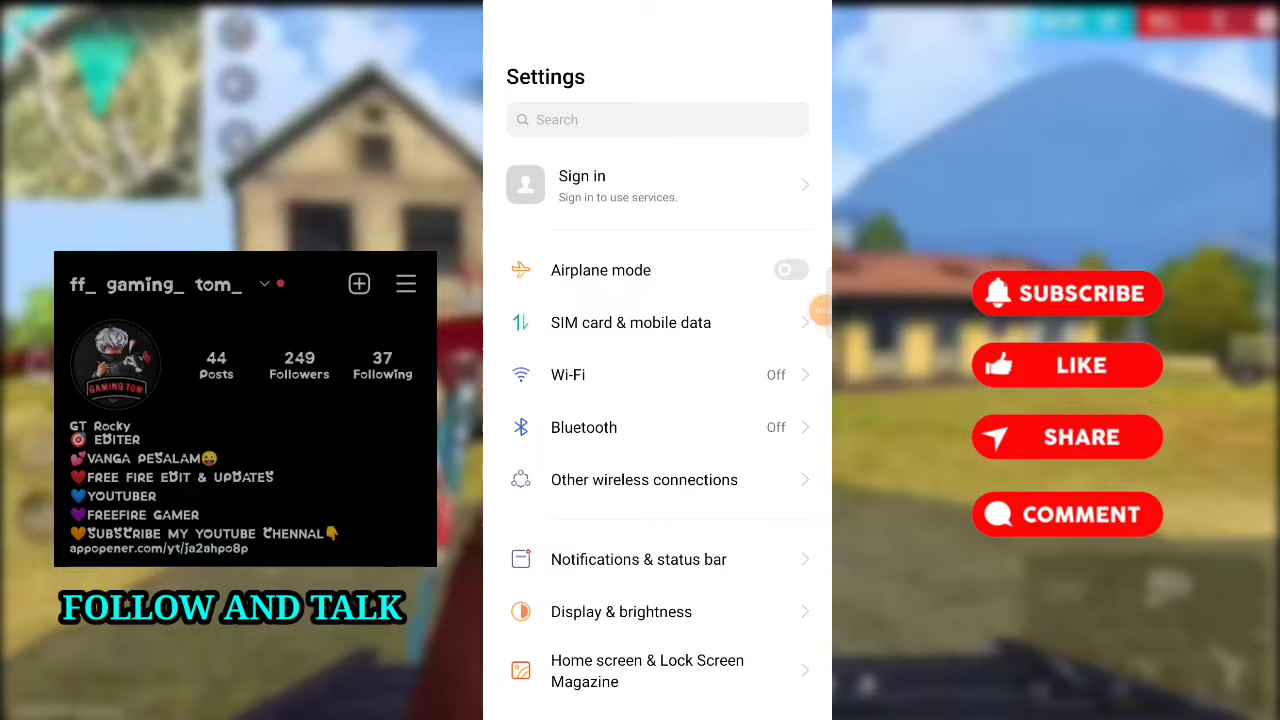 ff_ gaming_ tom_
44
Posts
249
Followers
37
Following
GT Rocky
🎯 EDITER
💕VANGA PESALAM😜
❤️FREE FIRE EDIT & UPDATES
💙YOUTUBER
💜FREEFIRE GAMER
🧡SUBSCRIBE MY YOUTUBE CHENNAL👇
appopener.com/yt/ja2ahpo8p
GAMING TOM
FOLLOW AND TALK
Settings
Search
Sign in
Sign in to use services.
Airplane mode
SIM card & mobile data
Wi-Fi
Off
Bluetooth
Off
Other wireless connections
Notifications & status bar
Display & brightness
Home screen & Lock Screen
Magazine
SUBSCRIBE
LIKE
SHARE
COMMENT